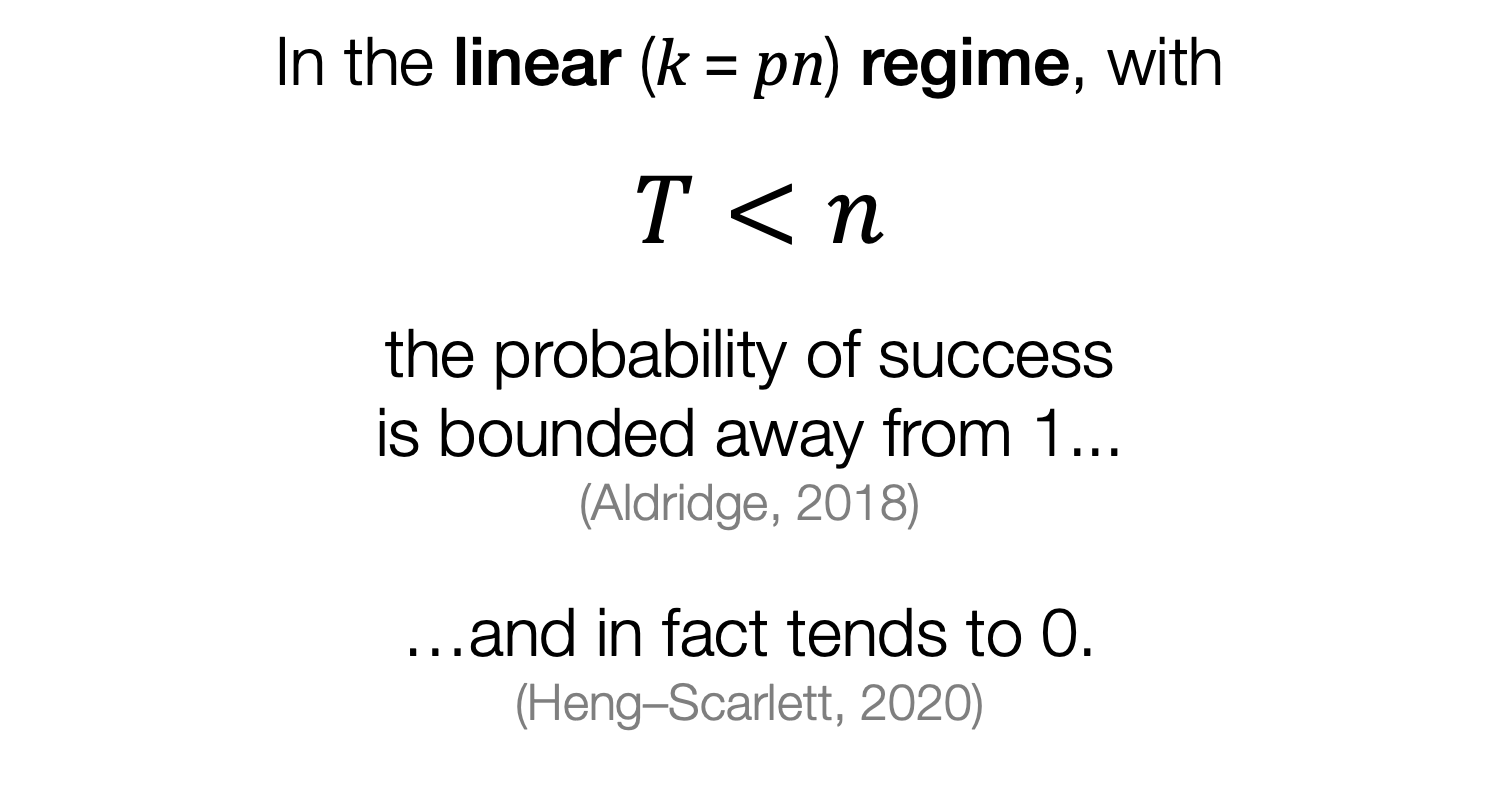 In the linear (k = pn) regime, with
T < n
the probability of success
is bounded away from 1...
(Aldridge, 2018)
…and in fact tends to 0.
(Heng–Scarlett, 2020)